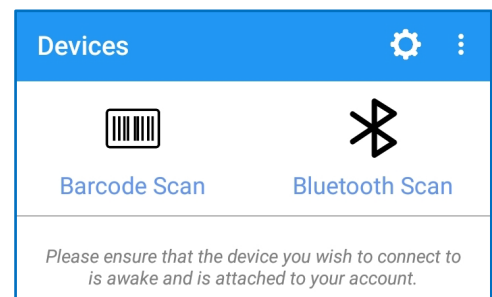 Devices
Barcode Scan
Bluetooth Scan
Please ensure that the device you wish to connect to
is awake and is attached to your account.